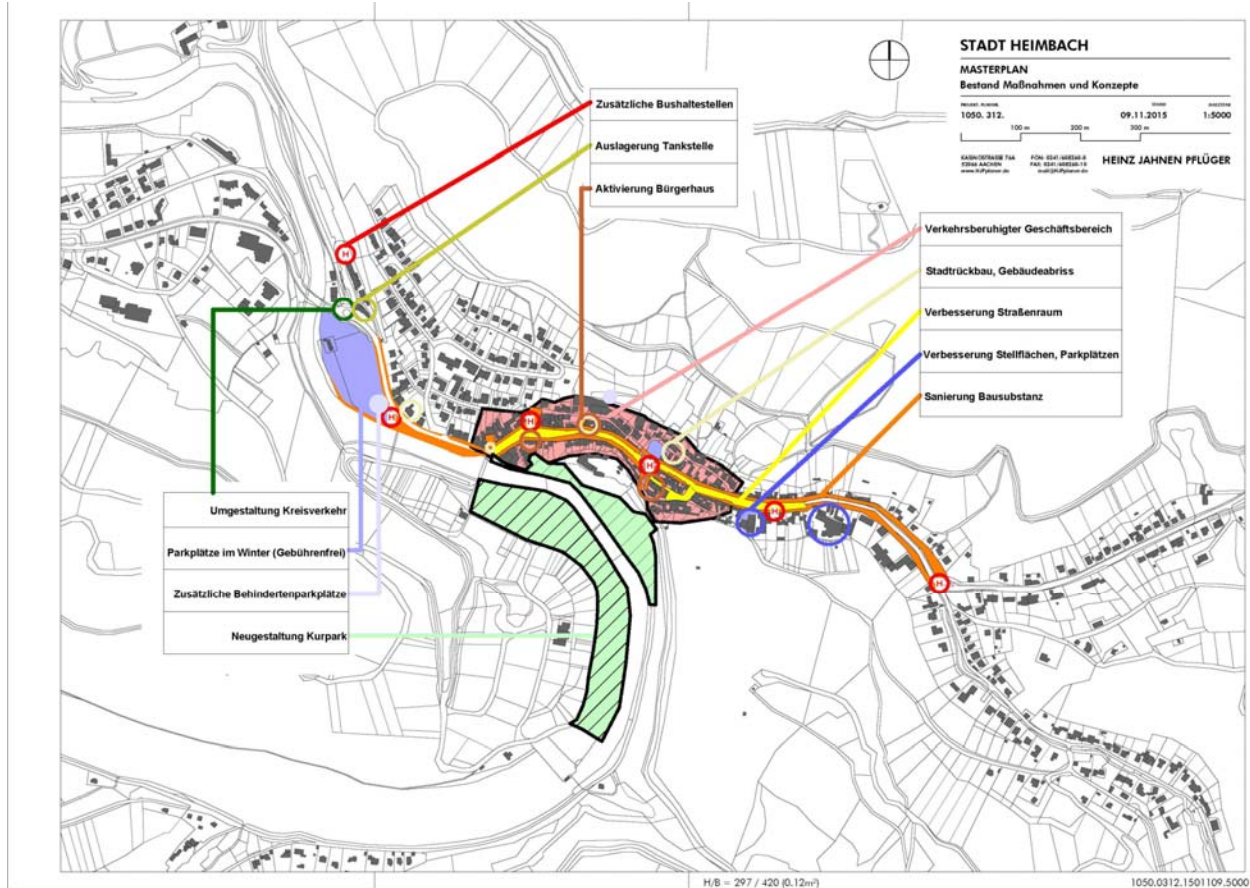 STADT HEIMBACH
MASTERPLAN
Bestand Maßnahmen und Konzepte
1050. 312.
09.11.2015
1:5000
100 m
200 m
300 m
52066 AACHEN
HEINZ JAHNEN PFLÜGER
Zusätzliche Bushaltestellen
Auslagerung Tankstelle
Aktivierung Bürgerhaus
Verkehrsberuhigter Geschäftsbereich
Stadtrückbau, Gebäudeabriss
Verbesserung Straßenraum
Verbesserung Stellflächen, Parkplätzen
Sanierung Bausubstanz
H
H
H
H
H
H
Umgestaltung Kreisverkehr
Parkplätze im Winter (Gebührenfrei)
Zusätzliche Behindertenparkplätze
Neugestaltung Kurpark
H/B = 297 / 420 (0.12m²)
1050.0312.1501109.5000